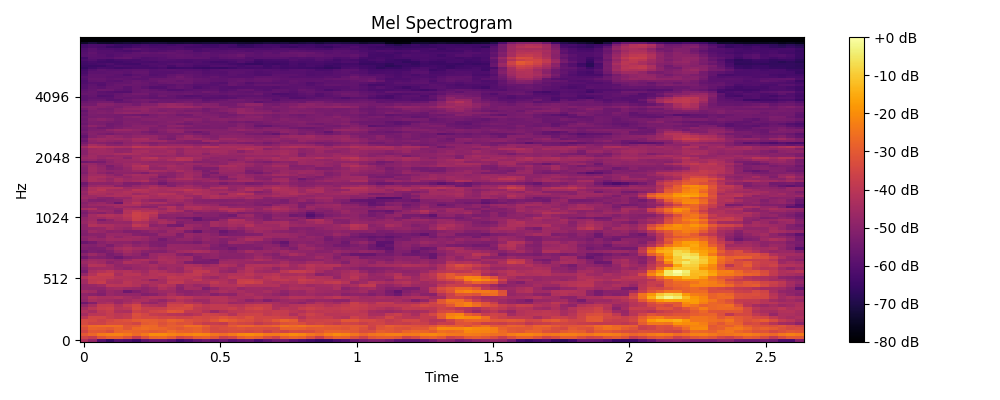 Mel Spectrogram
Hz
4096
2048
1024
512
0
0
0.5
1
1.5
2
2.5
Time
+0 dB
-10 dB
-20 dB
-30 dB
-40 dB
-50 dB
-60 dB
-70 dB
-80 dB